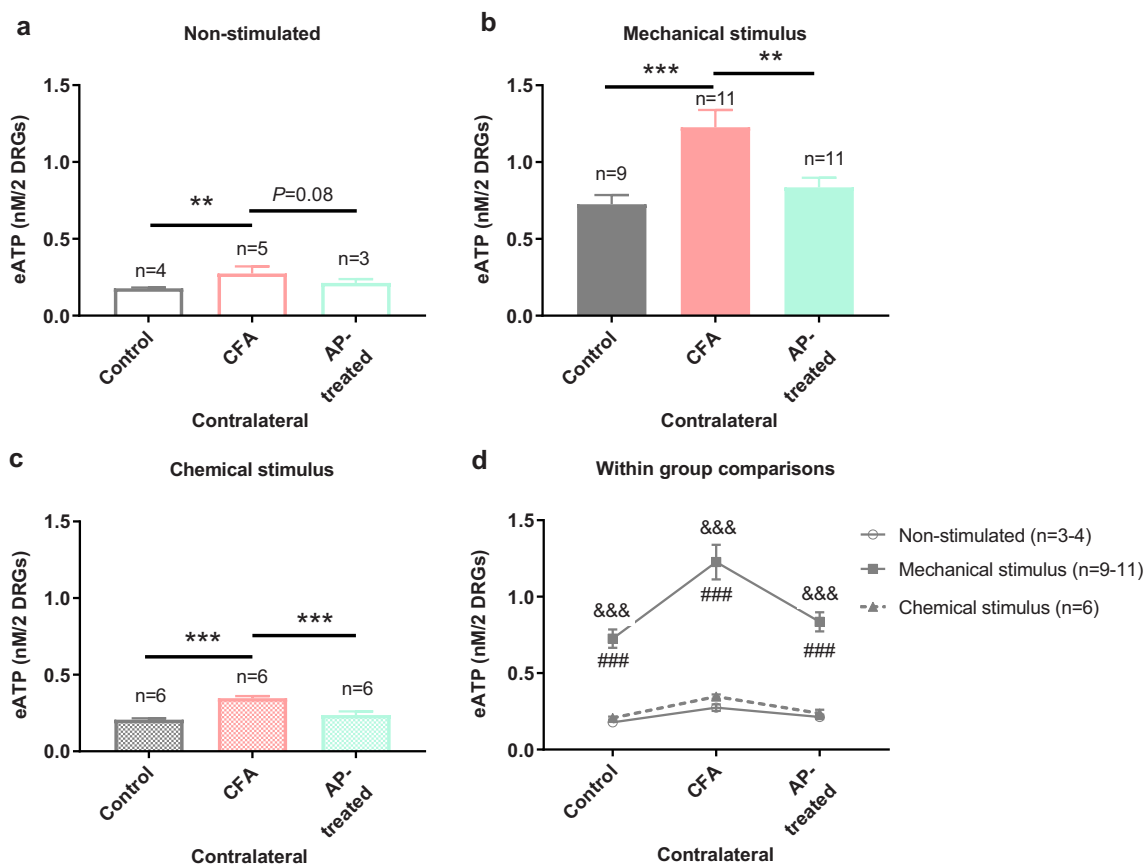 a
Non-stimulated
eATP (nM/2 DRGs)
1.5
1.0
0.5
0.0
**
P=0.08
n=4
n=5
n=3
Control
CFA
AP-
treated
Contralateral
b
Mechanical stimulus
eATP (nM/2 DRGs)
1.5
1.0
0.5
0.0
***
**
n=9
n=11
n=11
Control
CFA
AP-
treated
Contralateral
c
Chemical stimulus
eATP (nM/2 DRGs)
1.5
1.0
0.5
0.0
***
***
n=6
n=6
n=6
Control
CFA
AP-
treated
Contralateral
d
Within group comparisons
eATP (nM/2 DRGs)
1.5
1.0
0.5
0.0
&&&
###
&&&
###
&&&
###
Control
CFA
AP-
treated
Contralateral
Non-stimulated (n=3-4)
Mechanical stimulus (n=9-11)
Chemical stimulus (n=6)